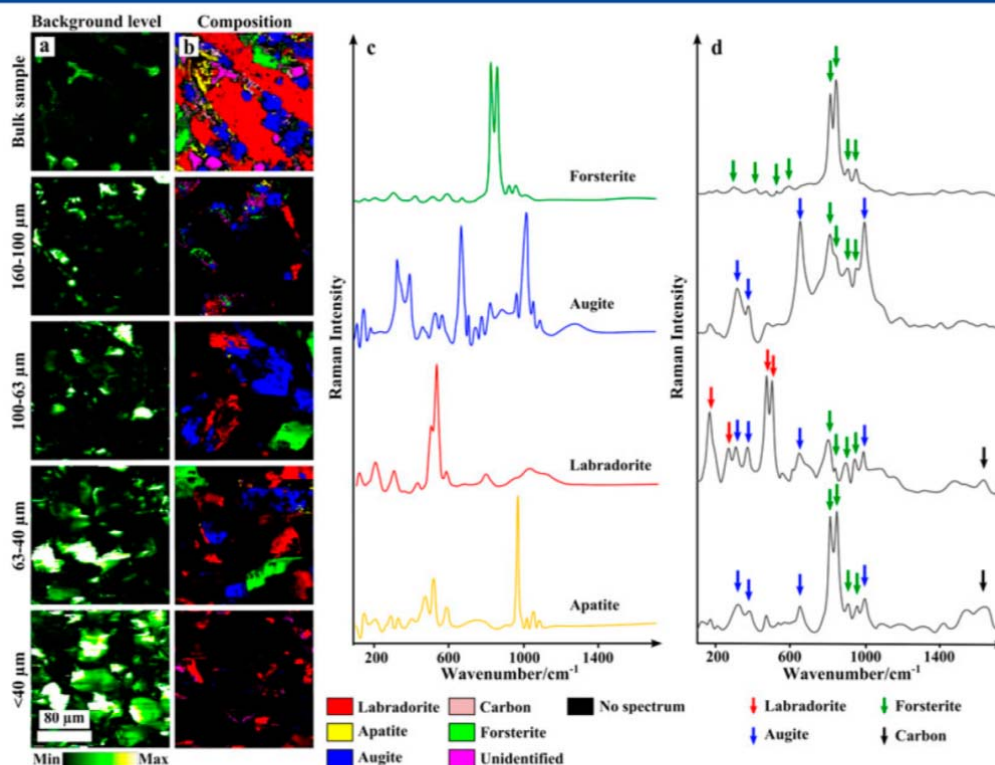 Background level
Composition
a
b
c
d
Bulk sample
160-100 µm
100-63 µm
63-40 µm
<40 µm
80 µm
Min
Max
Raman Intensity
Forsterite
Augite
Labradorite
Apatite
200
600
1000
1400
Wavenumber/cm-1
Raman Intensity
200
600
1000
1400
Wavenumber/cm-1
Labradorite
Carbon
No spectrum
Apatite
Forsterite
Augite
Unidentified
Labradorite
Forsterite
Augite
Carbon